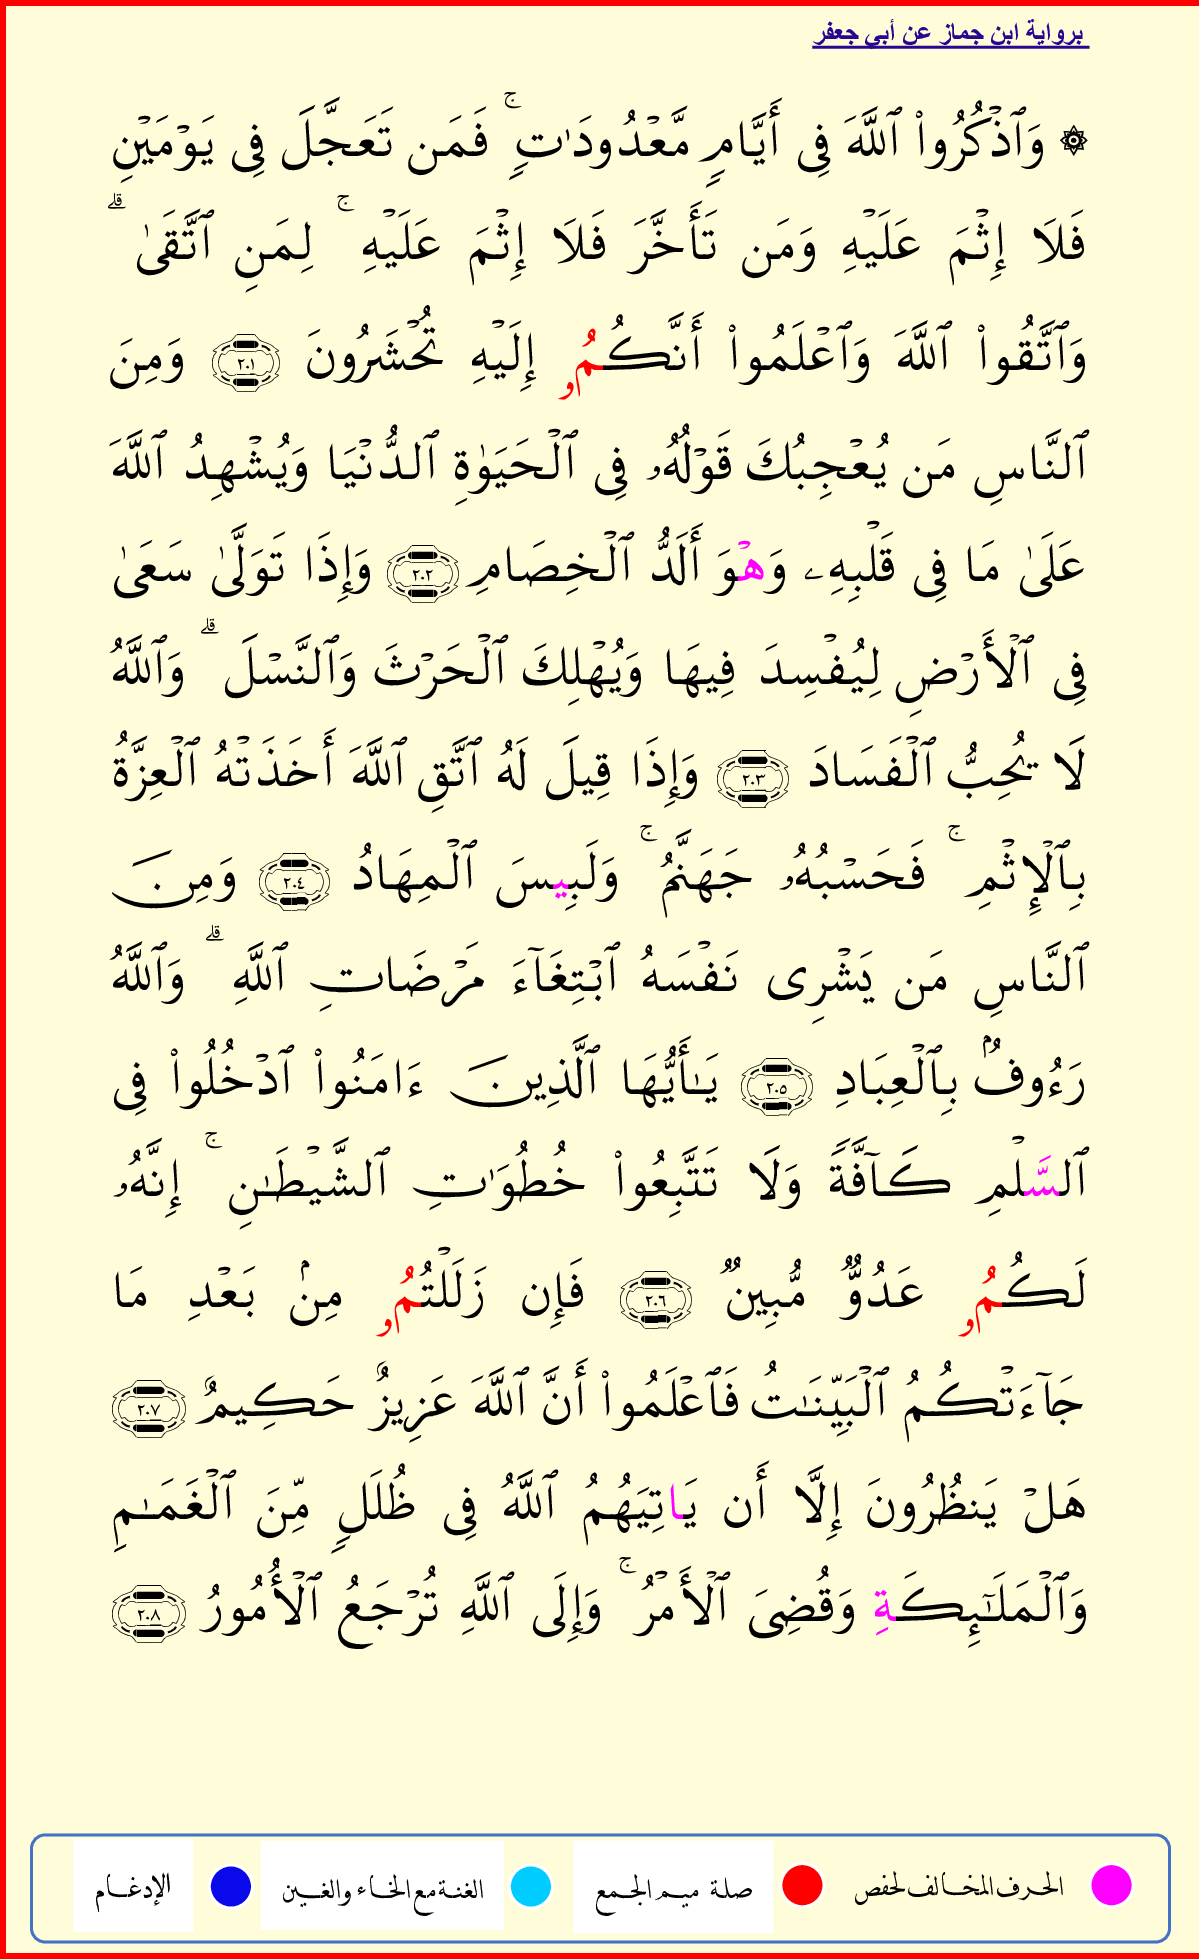 برواية ابن جماز عن أبي جعفر
۞ وَٱذۡكُرُواْ ٱللَّهَ فِى أَيَّامٍ مَّعۡدُودَٰتٍ ۚ فَمَن تَعَجَّلَ فِى يَوۡمَيۡنِ
فَلَا إِثۡمَ عَلَيۡهِ وَمَن تَأَخَّرَ فَلَا إِثۡمَ عَلَيۡهِ ۚ لِمَنِ ٱتَّقَىٰ ۗ
وَٱتَّقُواْ ٱللَّهَ وَٱعۡلَمُواْ أَنَّكُمُۥ إِلَيۡهِ تُحۡشَرُونَ ٢٠١ وَمِنَ
ٱلنَّاسِ مَن يُعۡجِبُكَ قَوۡلُهُۥ فِى ٱلۡحَيَوٰةِ ٱلدُّنۡيَا وَيُشۡهِدُ ٱللَّهَ
عَلَىٰ مَا فِى قَلۡبِهِۦ وَهۡوَ أَلَدُّ ٱلۡخِصَامِ ٢٠٢ وَإِذَا تَوَلَّىٰ سَعَىٰ
فِى ٱلۡأَرۡضِ لِيُفۡسِدَ فِيهَا وَيُهۡلِكَ ٱلۡحَرۡثَ وَٱلنَّسۡلَ ۗ وَٱللَّهُ
لَا يُحِبُّ ٱلۡفَسَادَ ٢٠٣ وَإِذَا قِيلَ لَهُ ٱتَّقِ ٱللَّهَ أَخَذَتۡهُ ٱلۡعِزَّةُ
بِٱلۡإِثۡمِ ۚ فَحَسۡبُهُۥ جَهَنَّمُ ۚ وَلَبِيسَ ٱلۡمِهَادُ ٢٠٤ وَمِنَ
ٱلنَّاسِ مَن يَشۡرِى نَفۡسَهُ ٱبۡتِغَآءَ مَرۡضَاتِ ٱللَّهِ ۗ وَٱللَّهُ
رَءُوفُۢ بِٱلۡعِبَادِ ٢٠٥ يَـٰأَيُّهَا ٱلَّذِينَ ءَامَنُواْ ٱدۡخُلُواْ فِى
ٱلسَّلۡمِ كَآفَّةً وَلَا تَتَّبِعُواْ خُطُوَٰتِ ٱلشَّيۡطَـٰنِ ۚ إِنَّهُۥ
لَكُمُۥ عَدُوٌّ مُّبِينٌ ٢٠٦ فَإِن زَلَلۡتُمُۥ مِنۢ بَعۡدِ مَا
جَآءَتۡكُمُ ٱلۡبَيِّنَـٰتُ فَٱعۡلَمُواْ أَنَّ ٱللَّهَ عَزِيزٌ حَكِيمٌ ٢٠٧
هَلۡ يَنظُرُونَ إِلَّا أَن يَاتِيَهُمُ ٱللَّهُ فِى ظُلَلٍ مِّنَ ٱلۡغَمَـٰمِ
وَٱلۡمَلَـٰٓئِكَةِ وَقُضِىَ ٱلۡأَمۡرُ ۚ وَإِلَى ٱللَّهِ تُرۡجَعُ ٱلۡأُمُورُ ٢٠٨
الحرف المخالف لحفص صلة ميم الجمع الغنة مع الخاء والغين الإدغام